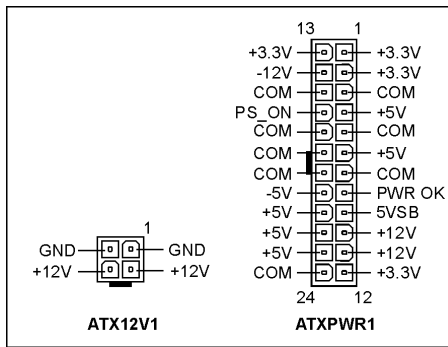 13 1
+3.3V +3.3V
-12V +3.3V
COM COM
PS_ON +5V
COM COM
COM +5V
COM COM
-5V PWR OK
+5V 5VSB
+5V +12V
+5V +12V
COM +3.3V
24 12
ATXPWR1
1
GND GND
+12V +12V
ATX12V1